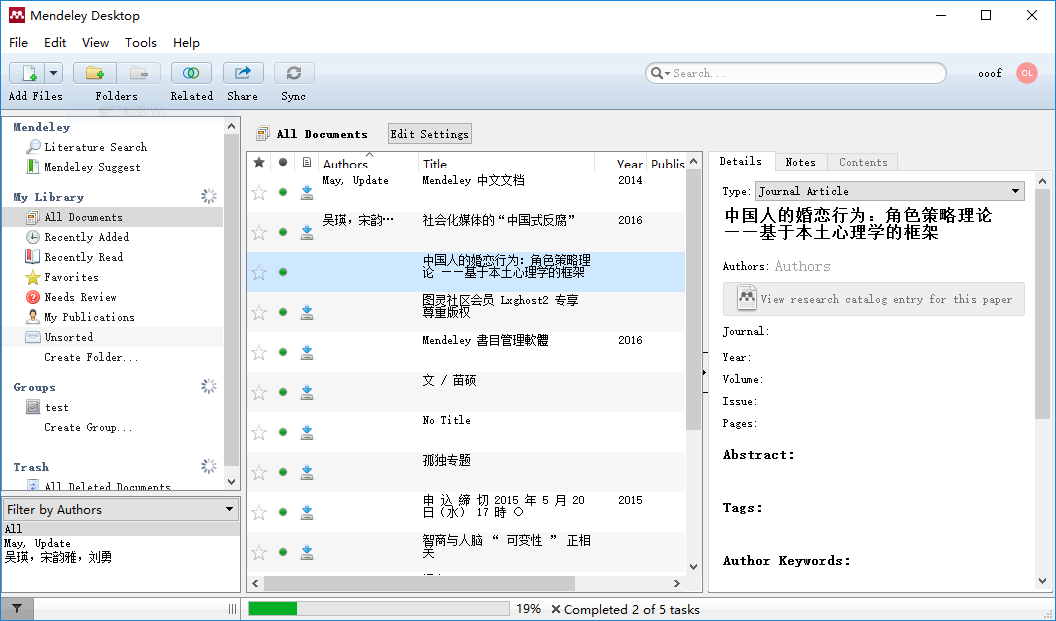 Mendeley Desktop
File Edit View Tools Help
Search...
ooof
OL
Add Files Folders Related Share Sync
Mendeley
Literature Search
Mendeley Suggest
My Library
All Documents
Recently Added
Recently Read
Favorites
Needs Review
My Publications
Unsorted
Create Folder...
Groups
test
Create Group...
Trash
All Deleted Documents
Filter by Authors
All
May, Update
吴瑛, 宋韵雅, 刘勇
All Documents Edit Settings
Authors Title Year Publis
May, Update Mendeley 中文文档 2014
吴瑛, 宋韵… 社会化媒体的“中国式反腐” 2016
中国人的婚恋行为: 角色策略理
论 ——基于本土心理学的框架
图灵社区会员 Lxghost2 专享
尊重版权
Mendeley 書目管理軟體 2016
文 / 苗硕
No Title
孤独专题
申 込 締 切 2015 年 5 月 20 2015
日（水） 17 時 〇
智商与人脑 “ 可变性 ” 正相
关
Details Notes Contents
Type: Journal Article
中国人的婚恋行为: 角色策略理论
——基于本土心理学的框架
Authors: Authors
View research catalog entry for this paper
Journal:
Year:
Volume:
Issue:
Pages:
Abstract:
Tags:
Author Keywords:
19% Completed 2 of 5 tasks